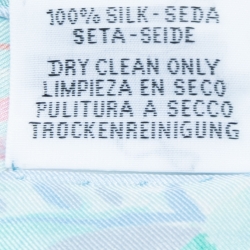 100% SILK-SEDA
SETA-SEIDE
DRY CLEAN ONLY
LIMPIEZA EN SECO
PULITURA A SECCO
TROCKENREINIGUNG